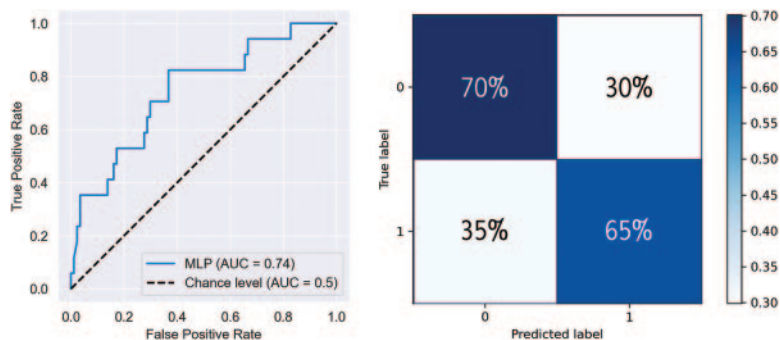 1.0
0.8
0.6
0.4
0.2
0.0
True Positive Rate
MLP (AUC = 0.74)
Chance level (AUC = 0.5)
0.0 0.2 0.4 0.6 0.8 1.0
False Positive Rate
True label
0
1
70% 30%
35% 65%
0 1
Predicted label
0.70
0.65
0.60
0.55
0.50
0.45
0.40
0.35
0.30